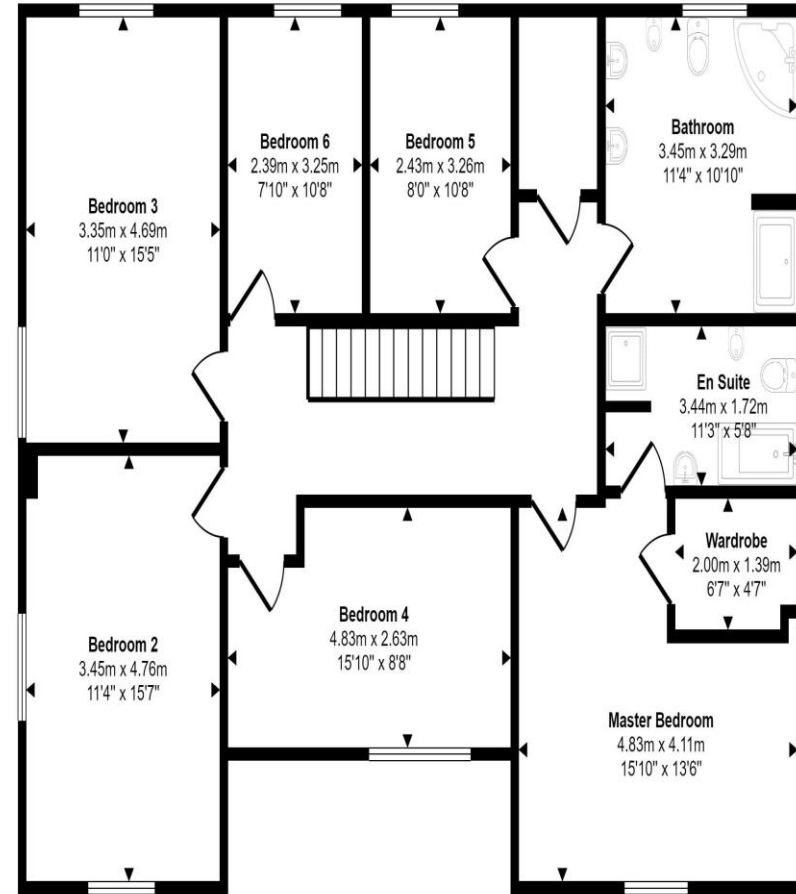 Bedroom 3
3.35m x 4.69m
11'0" x 15'5"
Bedroom 6
2.39m x 3.25m
7'10" x 10'8"
Bedroom 5
2.43m x 3.26m
8'0" x 10'8"
Bathroom
3.45m x 3.29m
11'4" x 10'10"
En Suite
3.44m x 1.72m
11'3" x 5'8"
Wardrobe
2.00m x 1.39m
6'7" x 4'7"
Bedroom 2
3.45m x 4.76m
11'4" x 15'7"
Bedroom 4
4.83m x 2.63m
15'10" x 8'8"
Master Bedroom
4.83m x 4.11m
15'10" x 13'6"